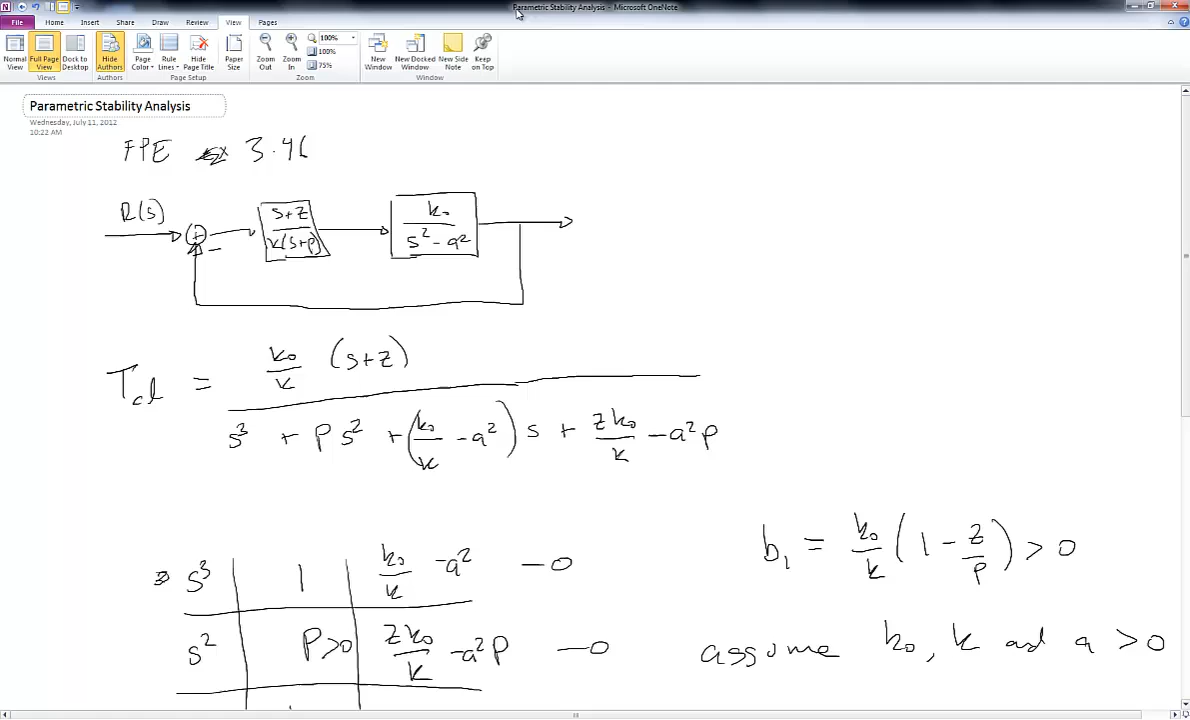 Parametric Stability Analysis - Microsoft OneNote
File Home Insert Share Draw Review View Pages
Normal View Full Page View Dock to Desktop Hide Authors Page Color Rule Lines Hide Page Title Paper Size Zoom Out Zoom In 100% 100% 75% New Window New Docked Window New Side Note Keep on Top
Views Authors Page Setup Zoom Window
Parametric Stability Analysis
Wednesday, July 11, 2012
10:22 AM
FPE ex 3.46
R(s) + - s+z / k(s+p) k₀ / s² - a²
T_cl = k₀/k (s+z) / s³ + p s² + (k₀/k - a²) s + zk₀/k - a²p
s³ 1 k₀/k - a² - 0
b₁ = k₀/k (1 - z/p) > 0
s² p>0 zk₀/k - a²p - 0
assume k₀, k and a > 0